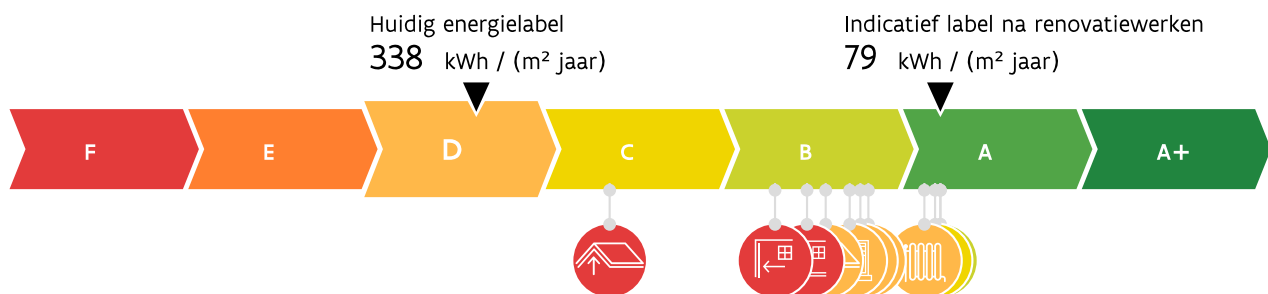 Huidig energielabel
338 kWh / (m² jaar)
Indicatief label na renovatiewerken
79 kWh / (m² jaar)
F E D C B A A+